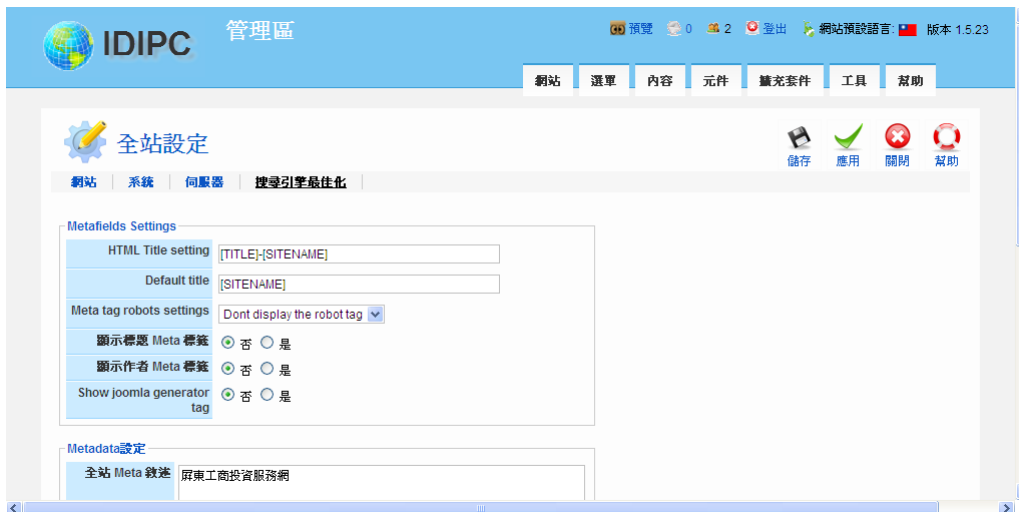 IDIPC 管理區
預覽 0 2 登出 網站預設語言: 版本 1.5.23
網站 選單 內容 元件 擴充套件 工具 幫助
全站設定
儲存 應用 關閉 幫助
網站 系統 伺服器 搜尋引擎最佳化
Metafields Settings
HTML Title setting [TITLE]-[SITENAME]
Default title [SITENAME]
Meta tag robots settings Dont display the robot tag
顯示標題 Meta 標籤 否 是
顯示作者 Meta 標籤 否 是
Show joomla generator tag 否 是
Metadata設定
全站 Meta 敘述 屏東工商投資服務網